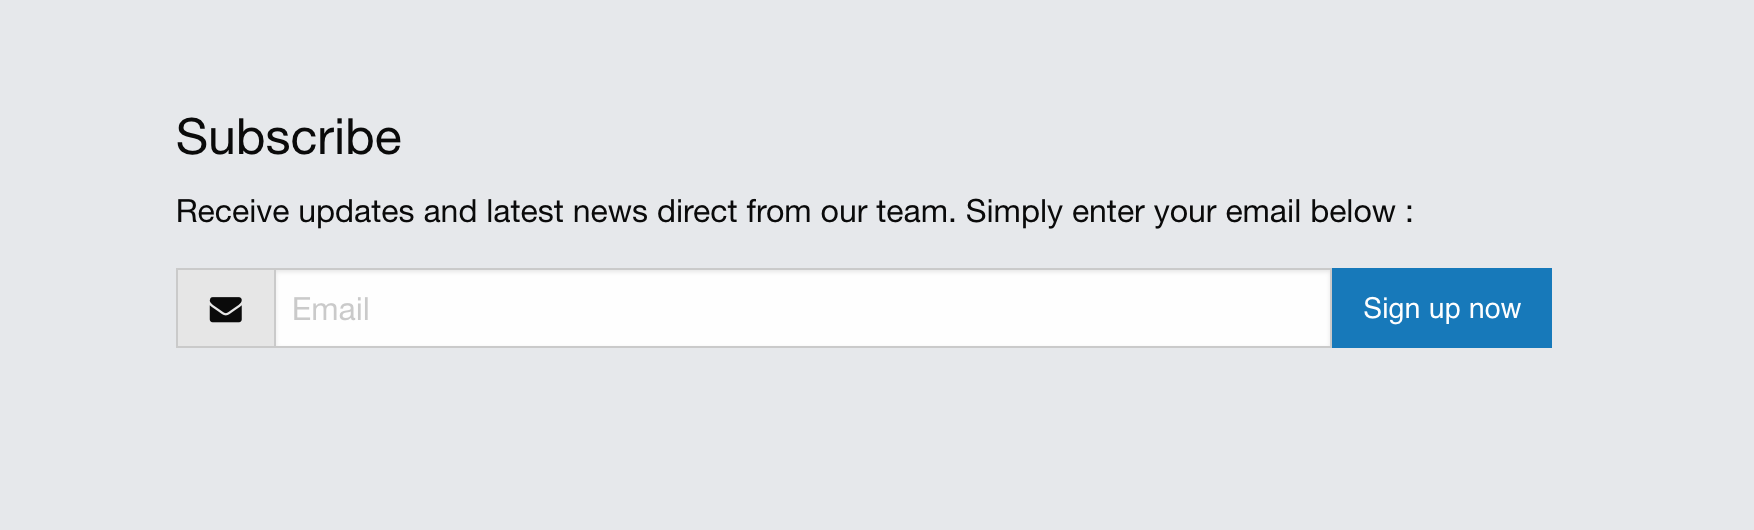 Subscribe
Receive updates and latest news direct from our team. Simply enter your email below :
Email
Sign up now